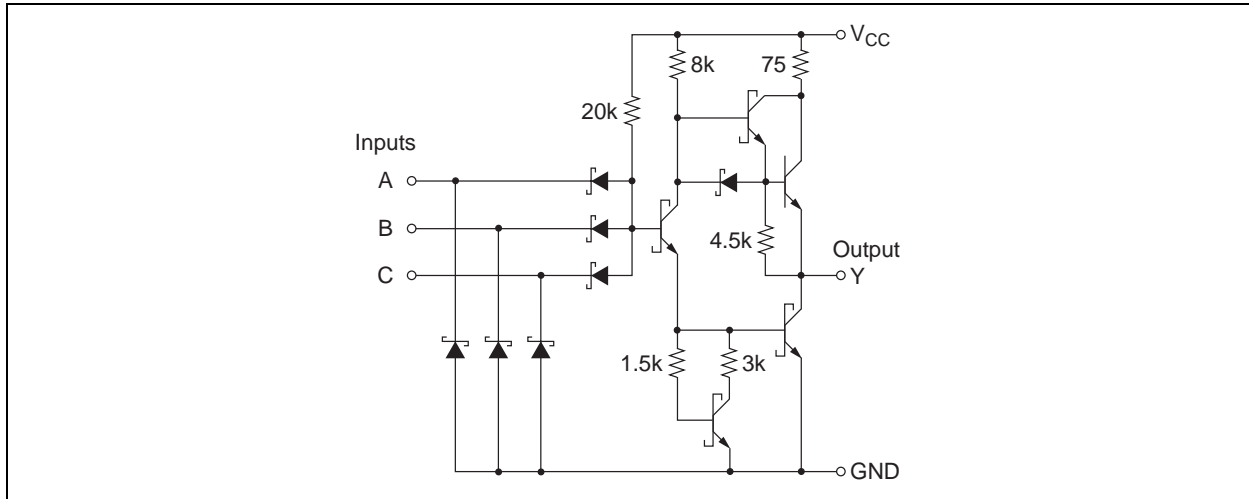 V_CC
8k
75
20k
Inputs
A
B
4.5k
Output
C
Y
1.5k
3k
GND